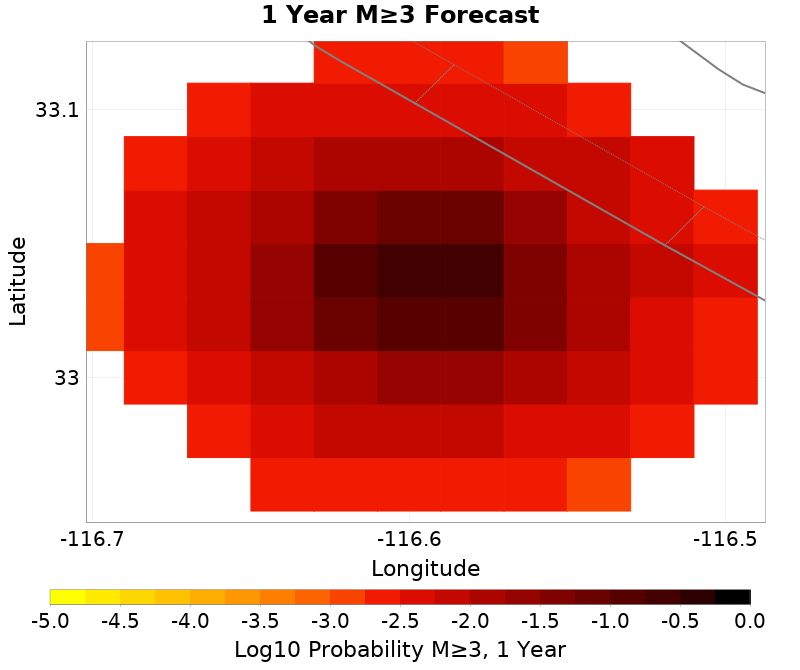 1 Year M≥3 Forecast
33.1
33
Latitude
-116.7 -116.6 -116.5
Longitude
-5.0 -4.5 -4.0 -3.5 -3.0 -2.5 -2.0 -1.5 -1.0 -0.5 0.0
Log10 Probability M≥3, 1 Year